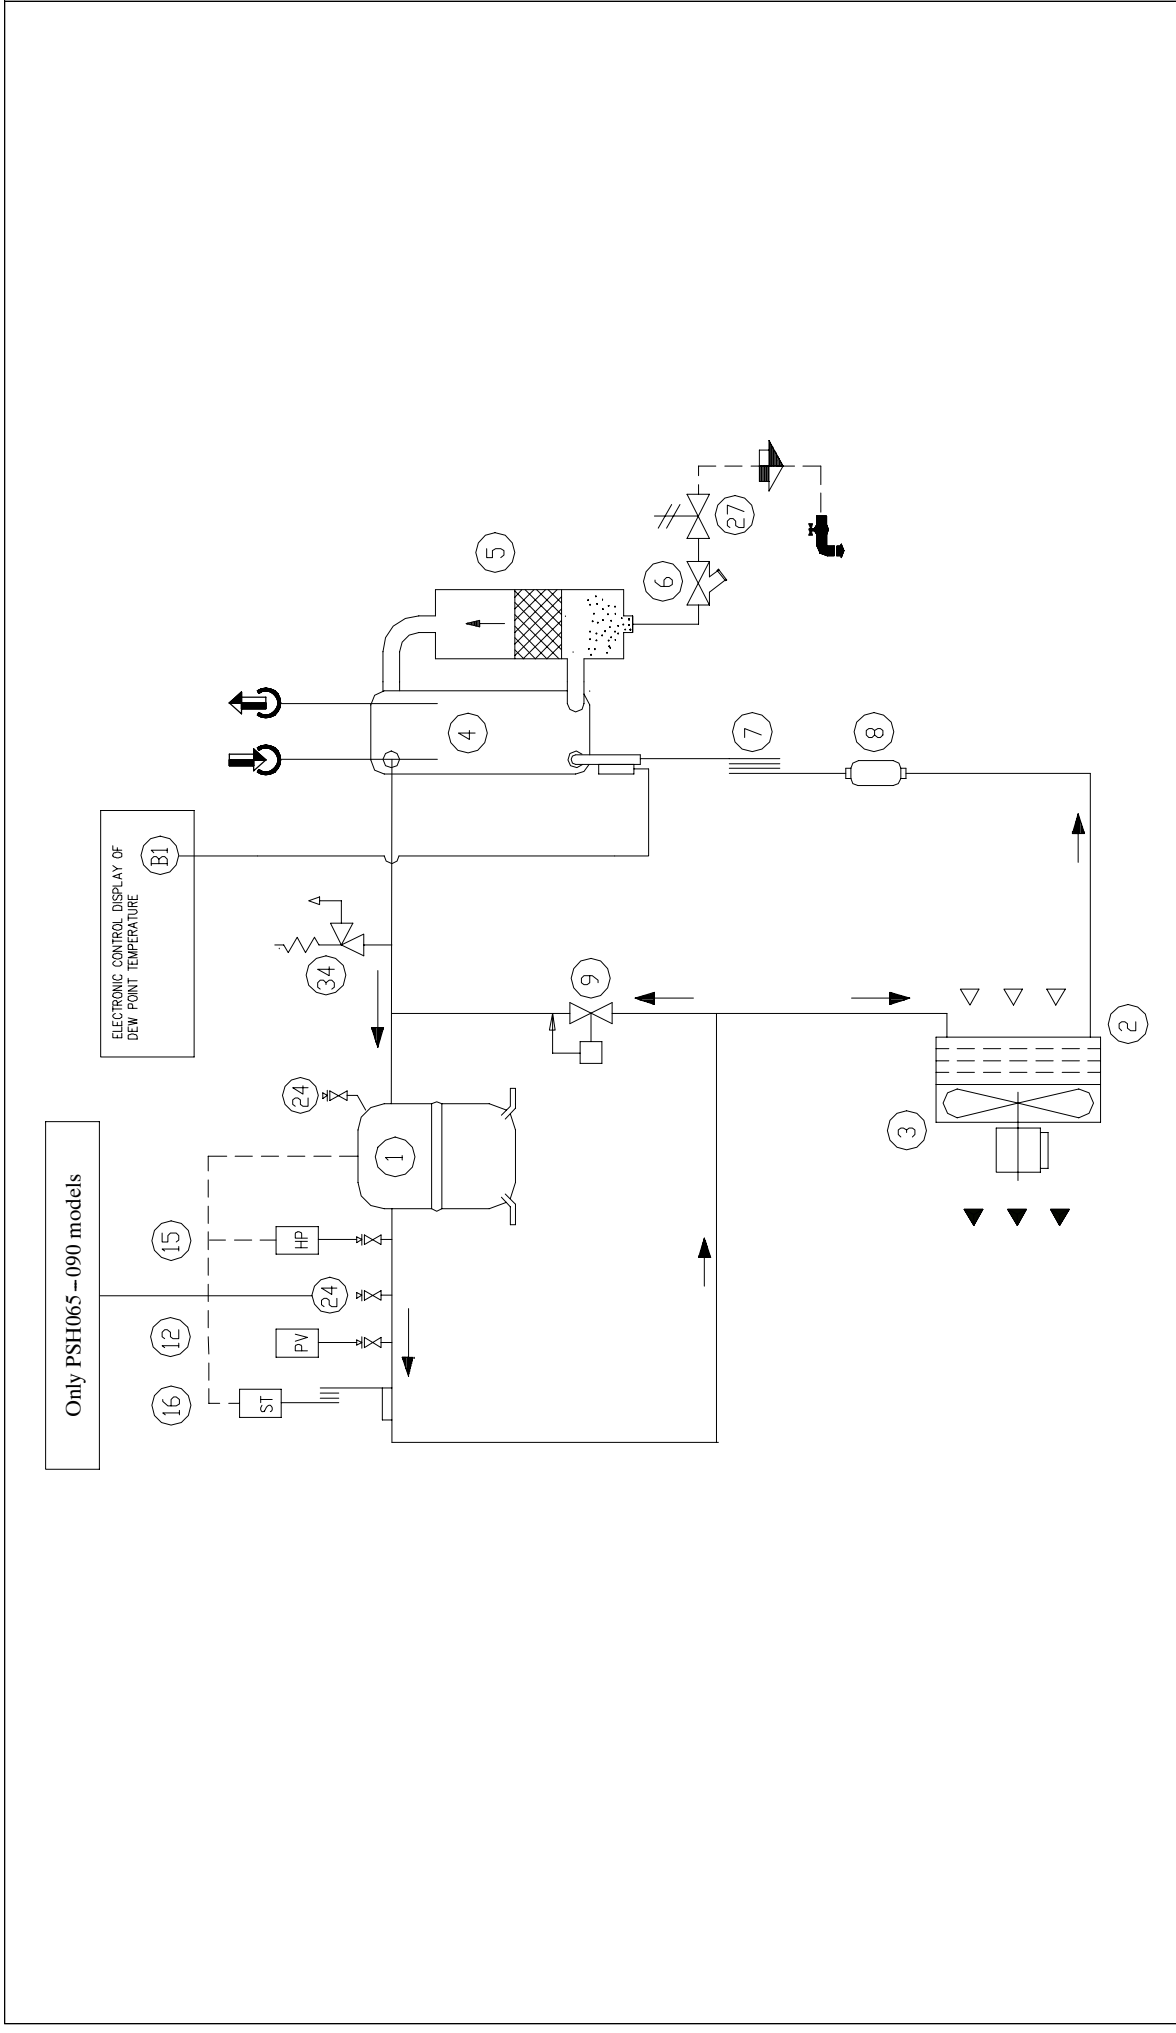 Only PSH065-090 models
ELECTRONIC CONTROL DISPLAY OF
DEW POINT TEMPERATURE
B1
16
12
15
ST
PV
24
HP
24
34
1
4
5
9
6
27
7
8
3
2